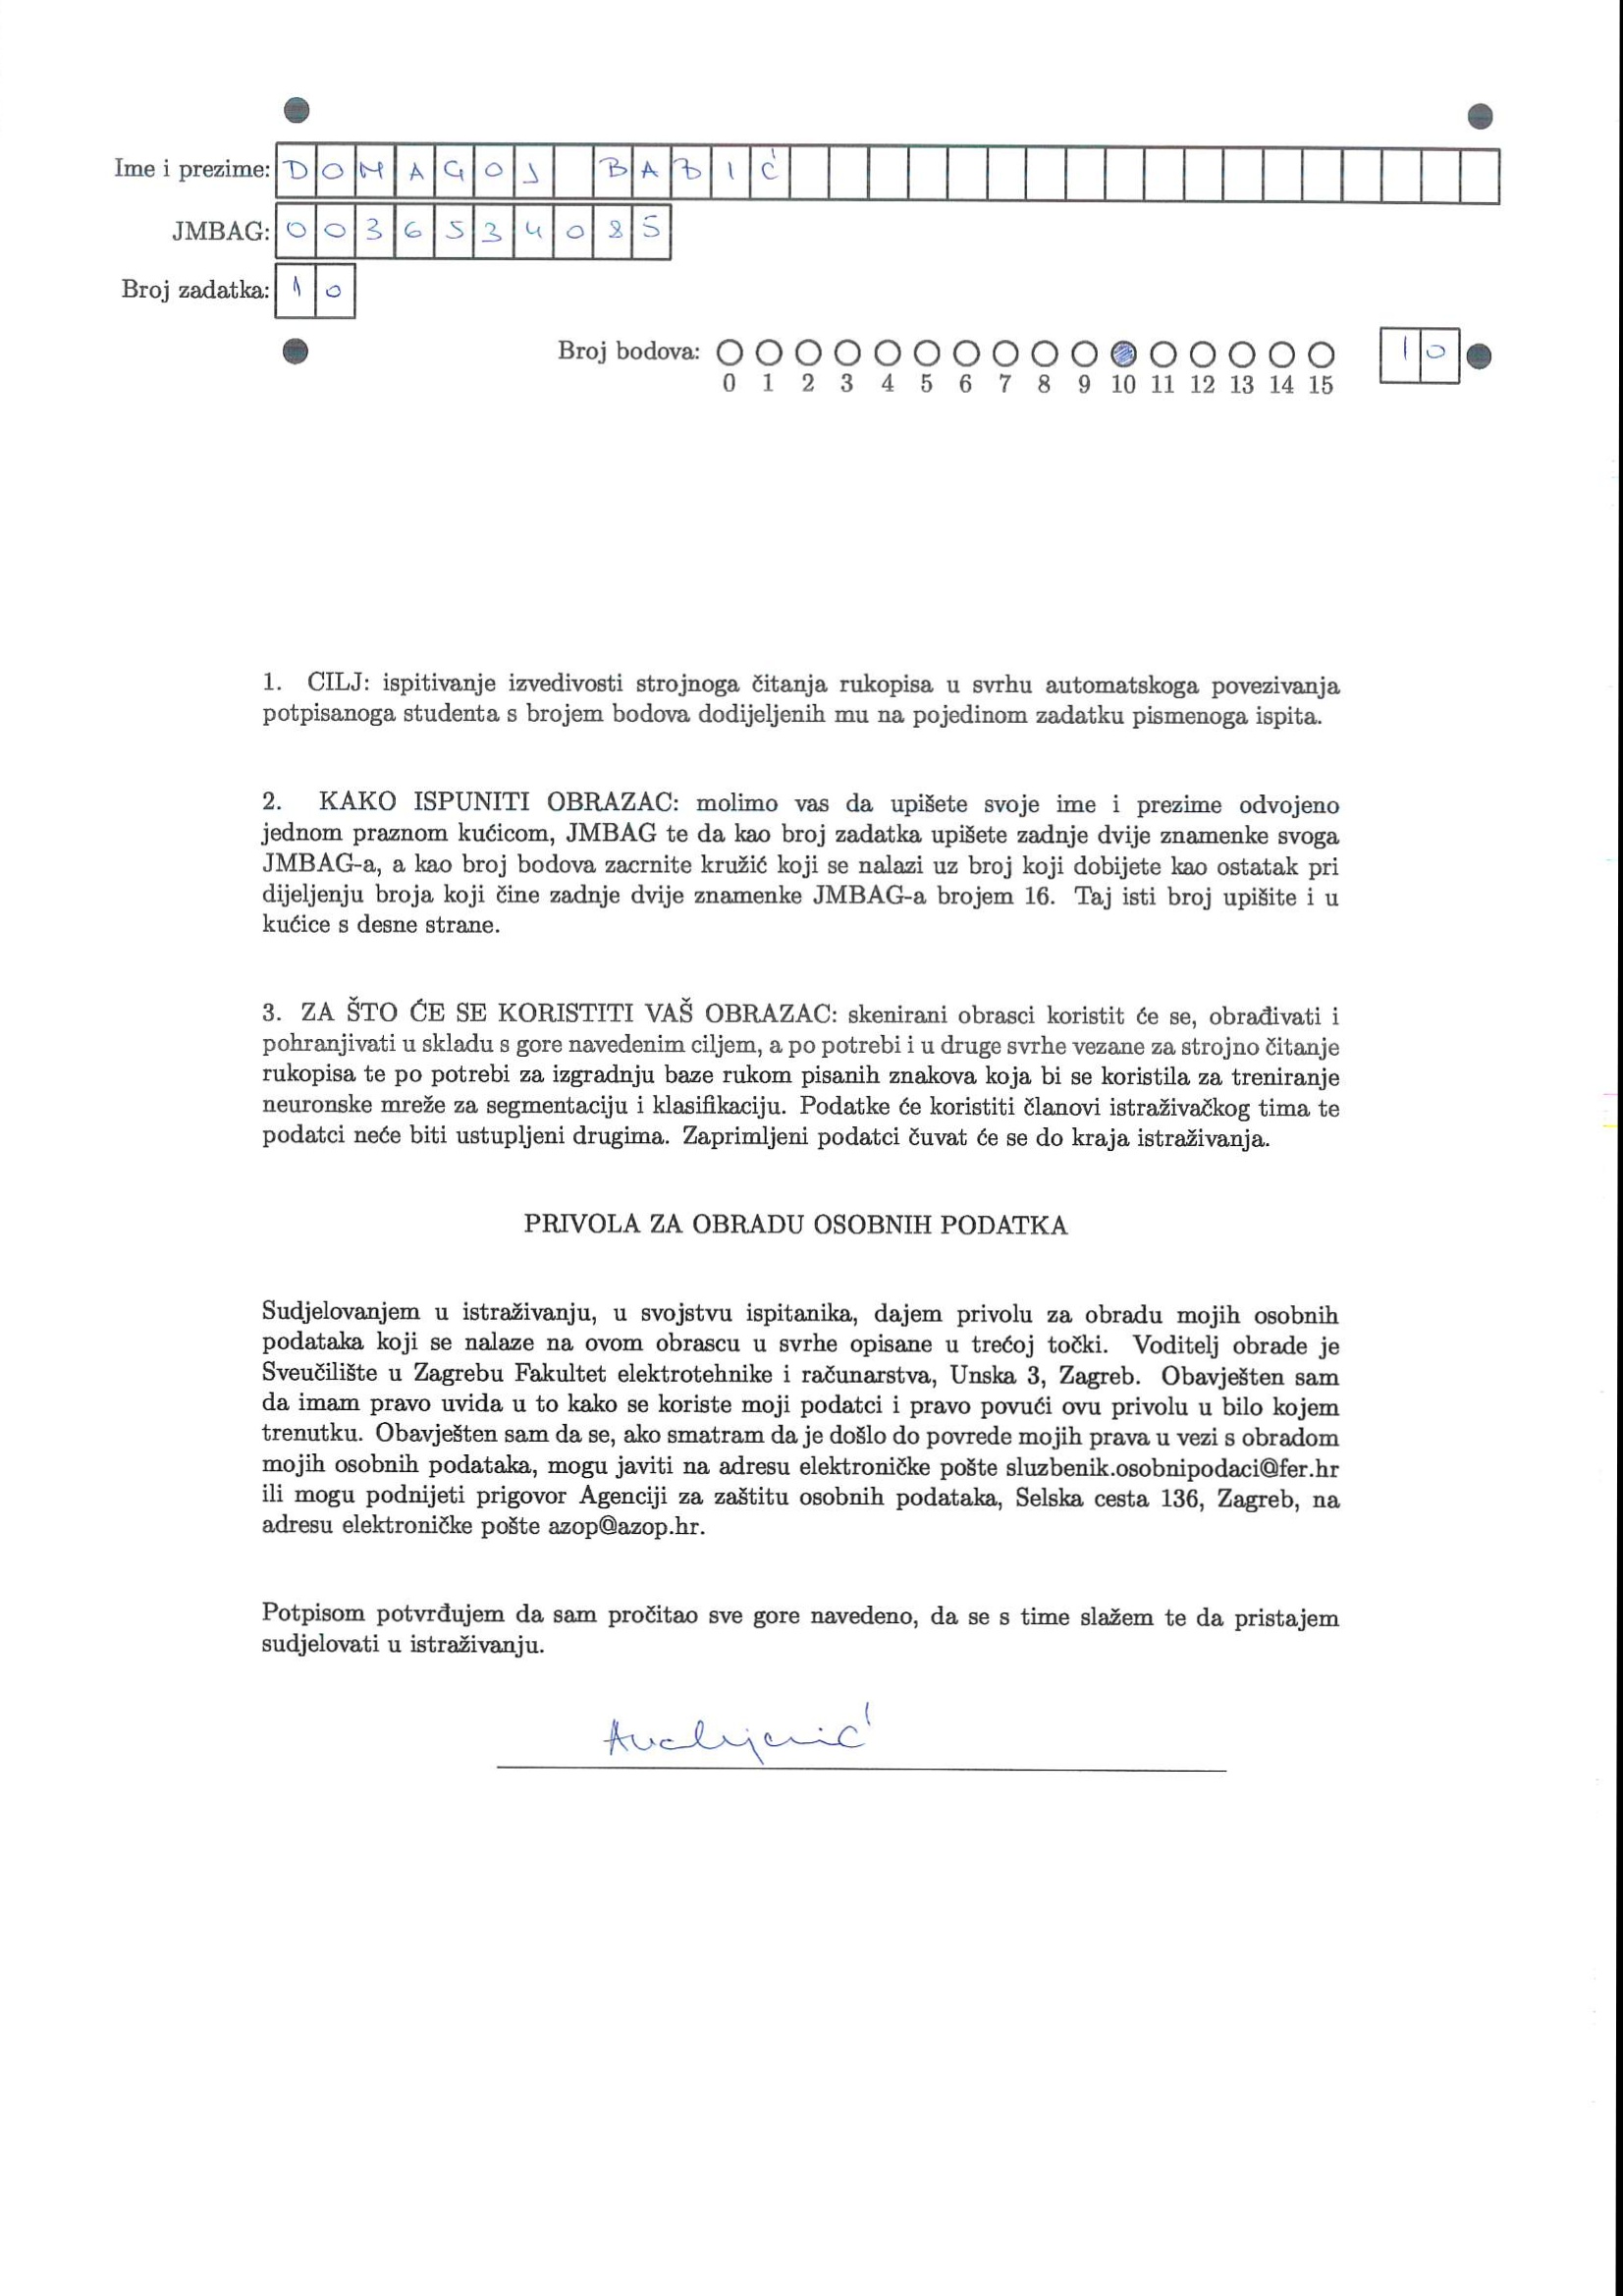 Ime i prezime: DOMAGOJ BABIĆ
JMBAG: 0036534085
Broj zadatka: 10
Broj bodova: 10
0 1 2 3 4 5 6 7 8 9 10 11 12 13 14 15
1. CILJ: ispitivanje izvedivosti strojnoga čitanja rukopisa u svrhu automatskoga povezivanja
potpisanoga studenta s brojem bodova dodijeljenih mu na pojedinom zadatku pismenoga ispita.
2. KAKO ISPUNITI OBRAZAC: molimo vas da upišete svoje ime i prezime odvojeno
jednom praznom kućicom, JMBAG te da kao broj zadatka upišete zadnje dvije znamenke svoga
JMBAG-a, a kao broj bodova zacrnite kružić koji se nalazi uz broj koji dobijete kao ostatak pri
dijeljenju broja koji čine zadnje dvije znamenke JMBAG-a brojem 16. Taj isti broj upišite i u
kućice s desne strane.
3. ZA ŠTO ĆE SE KORISTITI VAŠ OBRAZAC: skenirani obrasci koristit će se, obrađivati i
pohranjivati u skladu s gore navedenim ciljem, a po potrebi i u druge svrhe vezane za strojno čitanje
rukopisa te po potrebi za izgradnju baze rukom pisanih znakova koja bi se koristila za treniranje
neuronske mreže za segmentaciju i klasifikaciju. Podatke će koristiti članovi istraživačkog tima te
podatci neće biti ustupljeni drugima. Zaprimljeni podatci čuvat će se do kraja istraživanja.
PRIVOLA ZA OBRADU OSOBNIH PODATKA
Sudjelovanjem u istraživanju, u svojstvu ispitanika, dajem privolu za obradu mojih osobnih
podataka koji se nalaze na ovom obrascu u svrhe opisane u trećoj točki. Voditelj obrade je
Sveučilište u Zagrebu Fakultet elektrotehnike i računarstva, Unska 3, Zagreb. Obavješten sam
da imam pravo uvida u to kako se koriste moji podatci i pravo povući ovu privolu u bilo kojem
trenutku. Obavješten sam da se, ako smatram da je došlo do povrede mojih prava u vezi s obradom
mojih osobnih podataka, mogu javiti na adresu elektroničke pošte sluzbenik.osobnipodaci@fer.hr
ili mogu podnijeti prigovor Agenciji za zaštitu osobnih podataka, Selska cesta 136, Zagreb, na
adresu elektroničke pošte azop@azop.hr.
Potpisom potvrđujem da sam pročitao sve gore navedeno, da se s time slažem te da pristajem
sudjelovati u istraživanju.